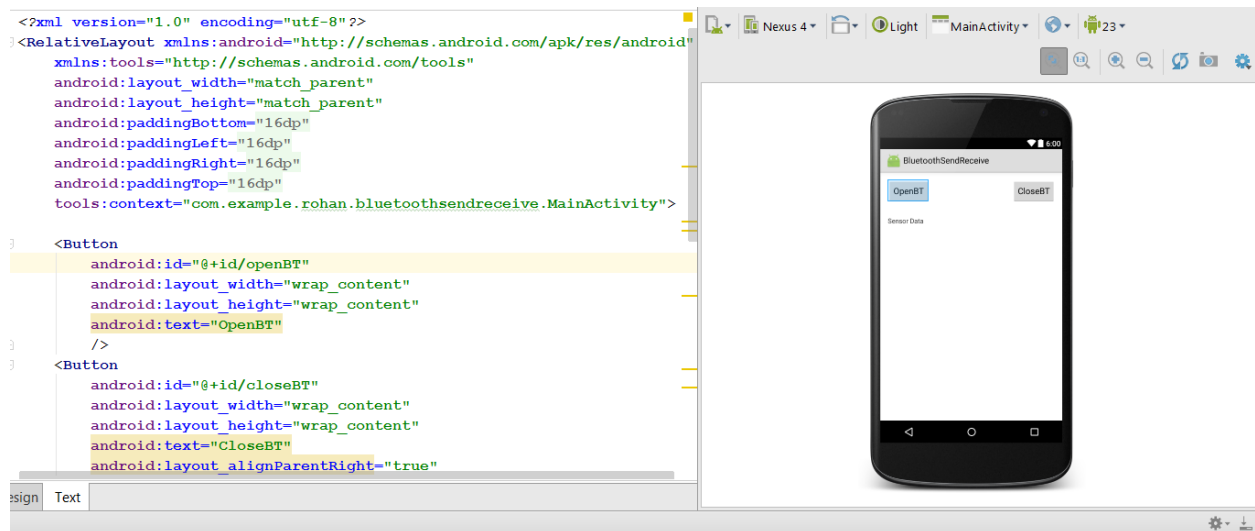 <?xml version="1.0" encoding="utf-8"?>
<RelativeLayout xmlns:android="http://schemas.android.com/apk/res/android"
xmlns:tools="http://schemas.android.com/tools"
android:layout_width="match_parent"
android:layout_height="match_parent"
android:paddingBottom="16dp"
android:paddingLeft="16dp"
android:paddingRight="16dp"
android:paddingTop="16dp"
tools:context="com.example.rohan.bluetoothsendreceive.MainActivity">
<Button
android:id="@+id/openBT"
android:layout_width="wrap_content"
android:layout_height="wrap_content"
android:text="OpenBT"
/>
<Button
android:id="@+id/closeBT"
android:layout_width="wrap_content"
android:layout_height="wrap_content"
android:text="CloseBT"
android:layout_alignParentRight="true"
esign Text
Nexus 4 Light MainActivity 23
1:1
6:00
BluetoothSendReceive
OpenBT CloseBT
Sensor Data